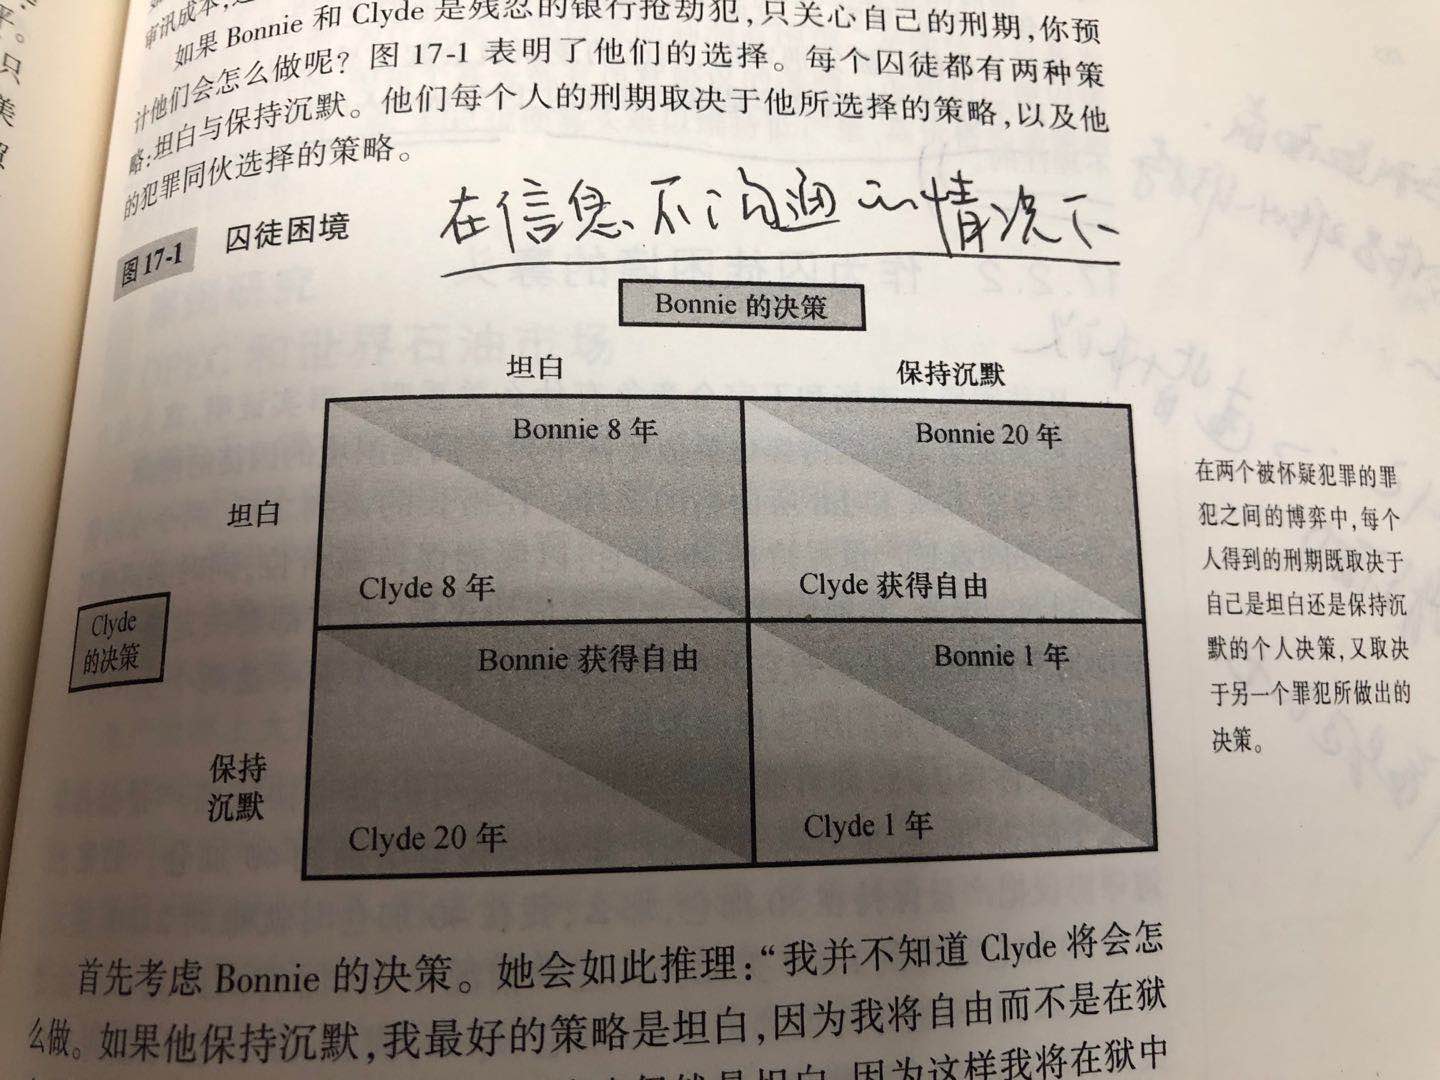 审讯成本,
如果 Bonnie 和 Clyde 是残忍的银行抢劫犯,只关心自己的刑期,你预
计他们会怎么做呢？图 17-1 表明了他们的选择。每个囚徒都有两种策
略:坦白与保持沉默。他们每个人的刑期取决于他所选择的策略,以及他
的犯罪同伙选择的策略。
在信息不沟通的情况下
图 17-1 囚徒困境
Bonnie 的决策
坦白 保持沉默
Bonnie 8 年 Bonnie 20 年
坦白
Clyde 8 年 Clyde 获得自由
Clyde
的决策
Bonnie 获得自由 Bonnie 1 年
保持
沉默
Clyde 20 年 Clyde 1 年
在两个被怀疑犯罪的罪
犯之间的博弈中,每个
人得到的刑期既取决于
自己是坦白还是保持沉
默的个人决策,又取决
于另一个罪犯所做出的
决策。
首先考虑 Bonnie 的决策。她会如此推理:“我并不知道 Clyde 将会怎
么做。如果他保持沉默,我最好的策略是坦白,因为我将自由而不是在狱
是坦白,因为这样我将在狱中